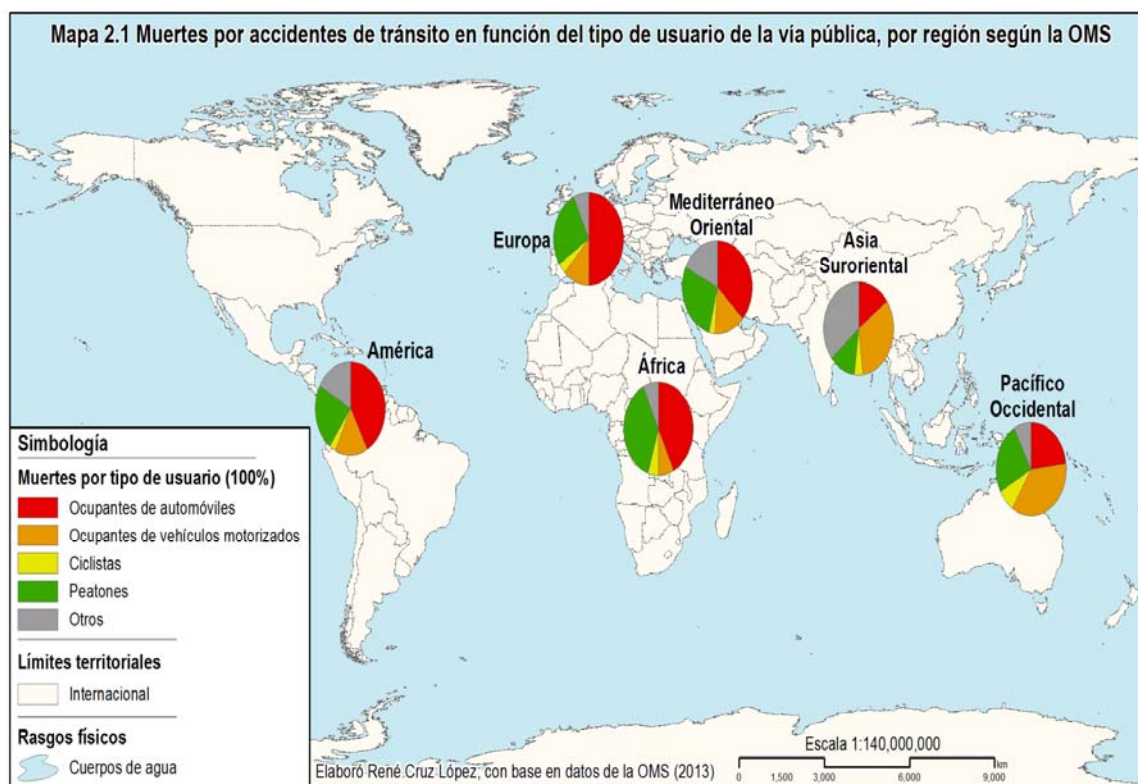 Mapa 2.1 Muertes por accidentes de tránsito en función del tipo de usuario de la vía pública, por región según la OMS
Europa
Mediterráneo
Oriental
Asia
Suroriental
América
África
Pacífico
Occidental
Simbología
Muertes por tipo de usuario (100%)
Ocupantes de automóviles
Ocupantes de vehículos motorizados
Ciclistas
Peatones
Otros
Límites territoriales
Internacional
Rasgos físicos
Cuerpos de agua
Elaboró René Cruz López, con base en datos de la OMS (2013)
Escala 1:140,000,000
km
0 1,500 3,000 6,000 9,000